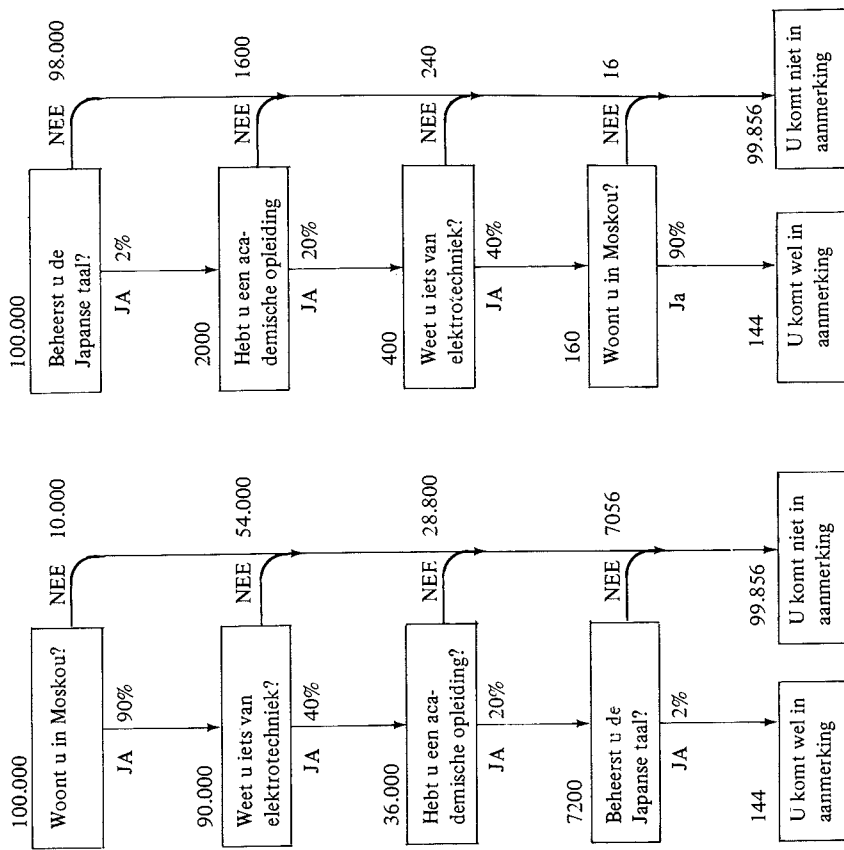 100.000
Woont u in Moskou?
NEE 10.000
JA 90%
90.000
Weet u iets van
elektrotechniek?
NEE 54.000
JA 40%
36.000
Hebt u een aca-
demische opleiding?
NEE 28.800
JA 20%
7200
Beheerst u de
Japanse taal?
NEE 7056
JA 2%
144
U komt wel in
aanmerking
99.856
U komt niet in
aanmerking
100.000
Beheerst u de
Japanse taal?
NEE 98.000
JA 2%
2000
Hebt u een aca-
demische opleiding
NEE 1600
JA 20%
400
Weet u iets van
elektrotechniek?
NEE 240
JA 40%
160
Woont u in Moskou?
NEE 16
Ja 90%
144
U komt wel in
aanmerking
99.856
U komt niet in
aanmerking